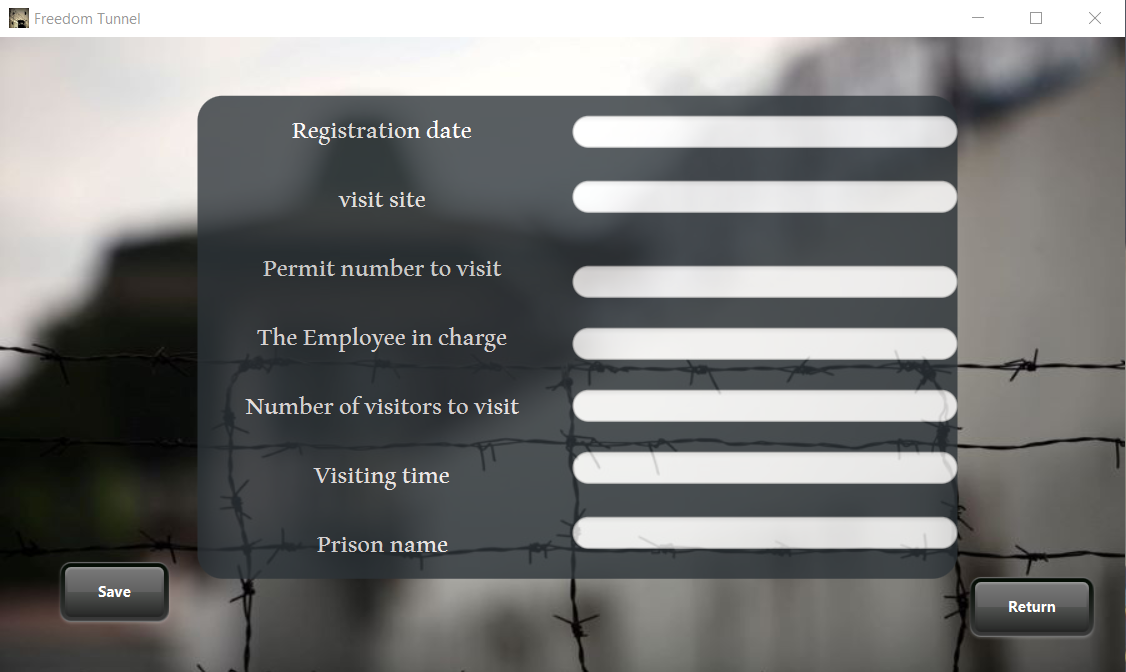 Freedom Tunnel
Registration date
visit site
Permit number to visit
The Employee in charge
Number of visitors to visit
Visiting time
Prison name
Save
Return